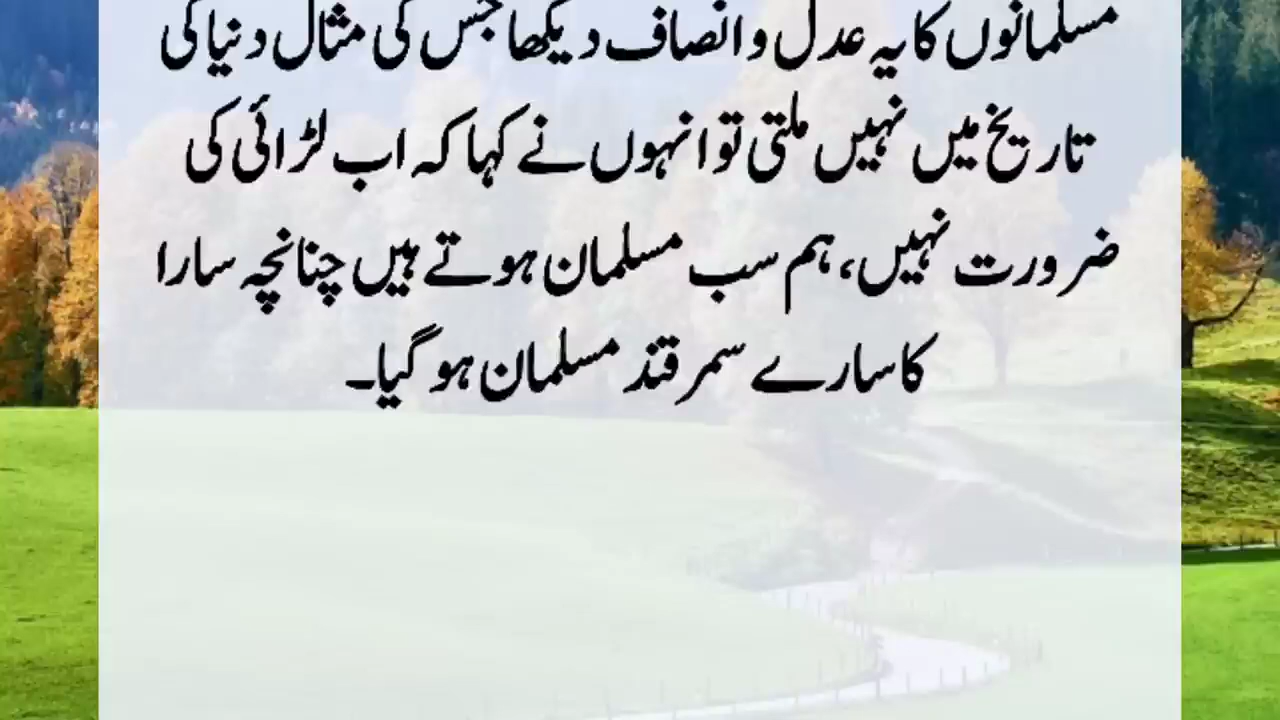 مسلمانوں کا یہ عدل و انصاف دیکھا جس کی مثال دنیا کی
تاریخ میں نہیں ملتی تو انہوں نے کہا کہ اب لڑائی کی
ضرورت نہیں، ہم سب مسلمان ہوتے ہیں چنانچہ سارا
کا سارے سمرقند مسلمان ہو گیا۔